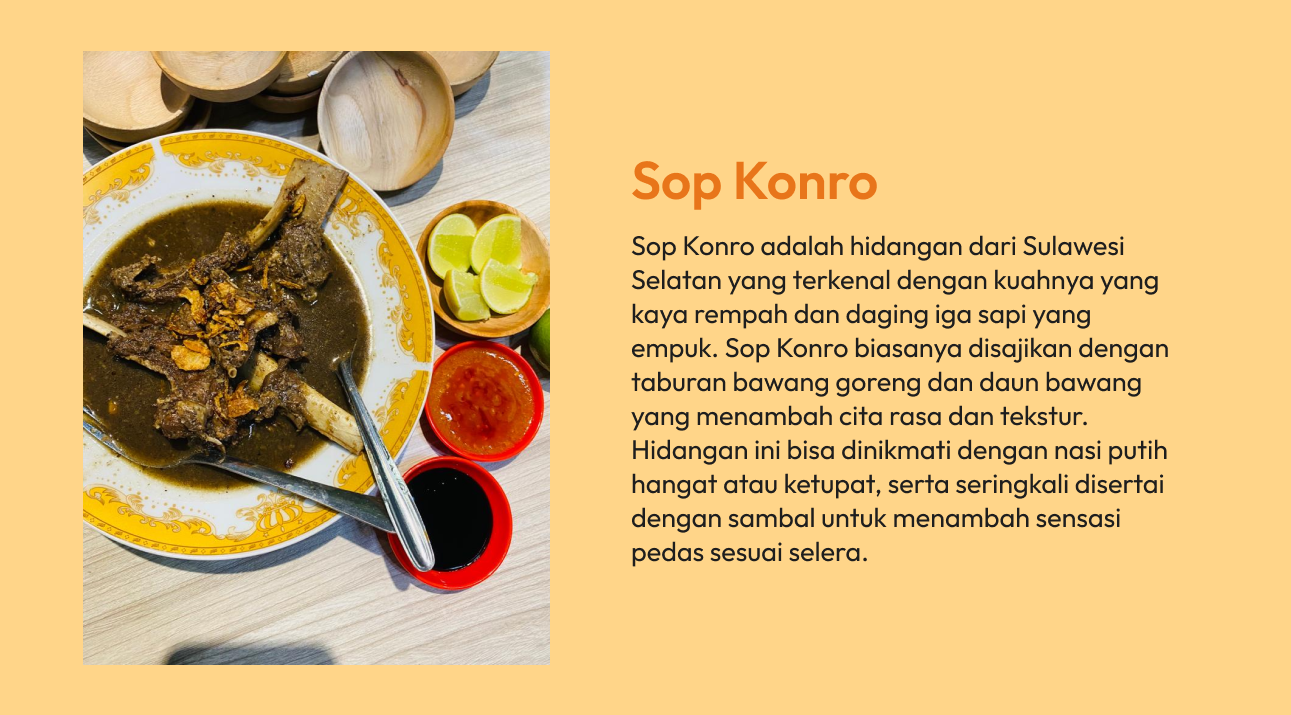 Sop Konro
Sop Konro adalah hidangan dari Sulawesi
Selatan yang terkenal dengan kuahnya yang
kaya rempah dan daging iga sapi yang
empuk. Sop Konro biasanya disajikan dengan
taburan bawang goreng dan daun bawang
yang menambah cita rasa dan tekstur.
Hidangan ini bisa dinikmati dengan nasi putih
hangat atau ketupat, serta seringkali disertai
dengan sambal untuk menambah sensasi
pedas sesuai selera.